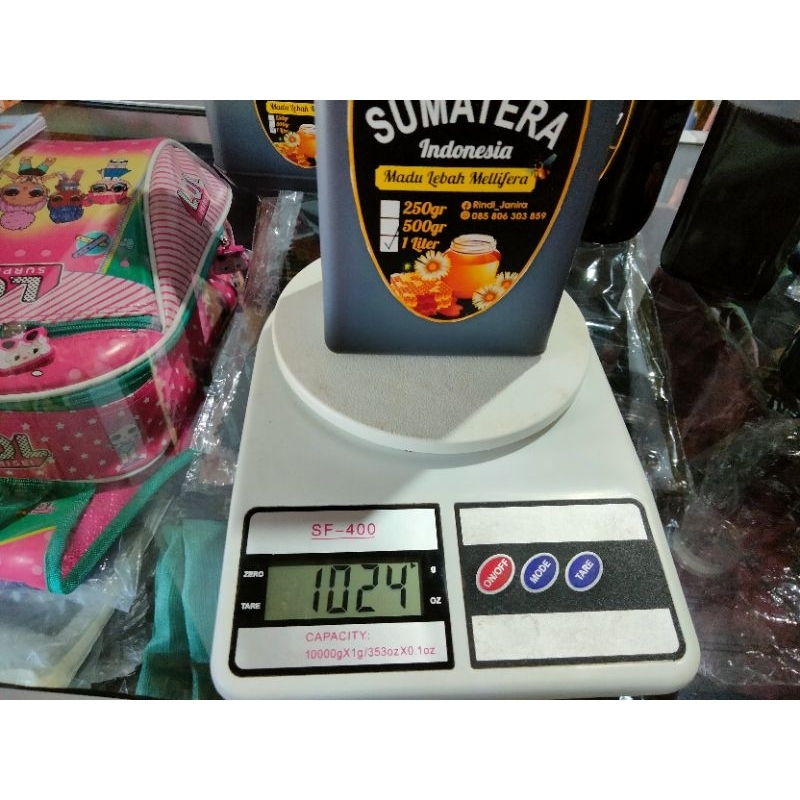 SUMATERA
Indonesia
Madu Lebah Mellifera
250gr
500gr
1 Liter
Rindi_Janira
085 806 303 859
SURPR
SF-400
ZERO
TARE
1024
g
OZ
CAPACITY:
10000gX1g/353ozX0.1oz
ON/OFF
MODE
TARE